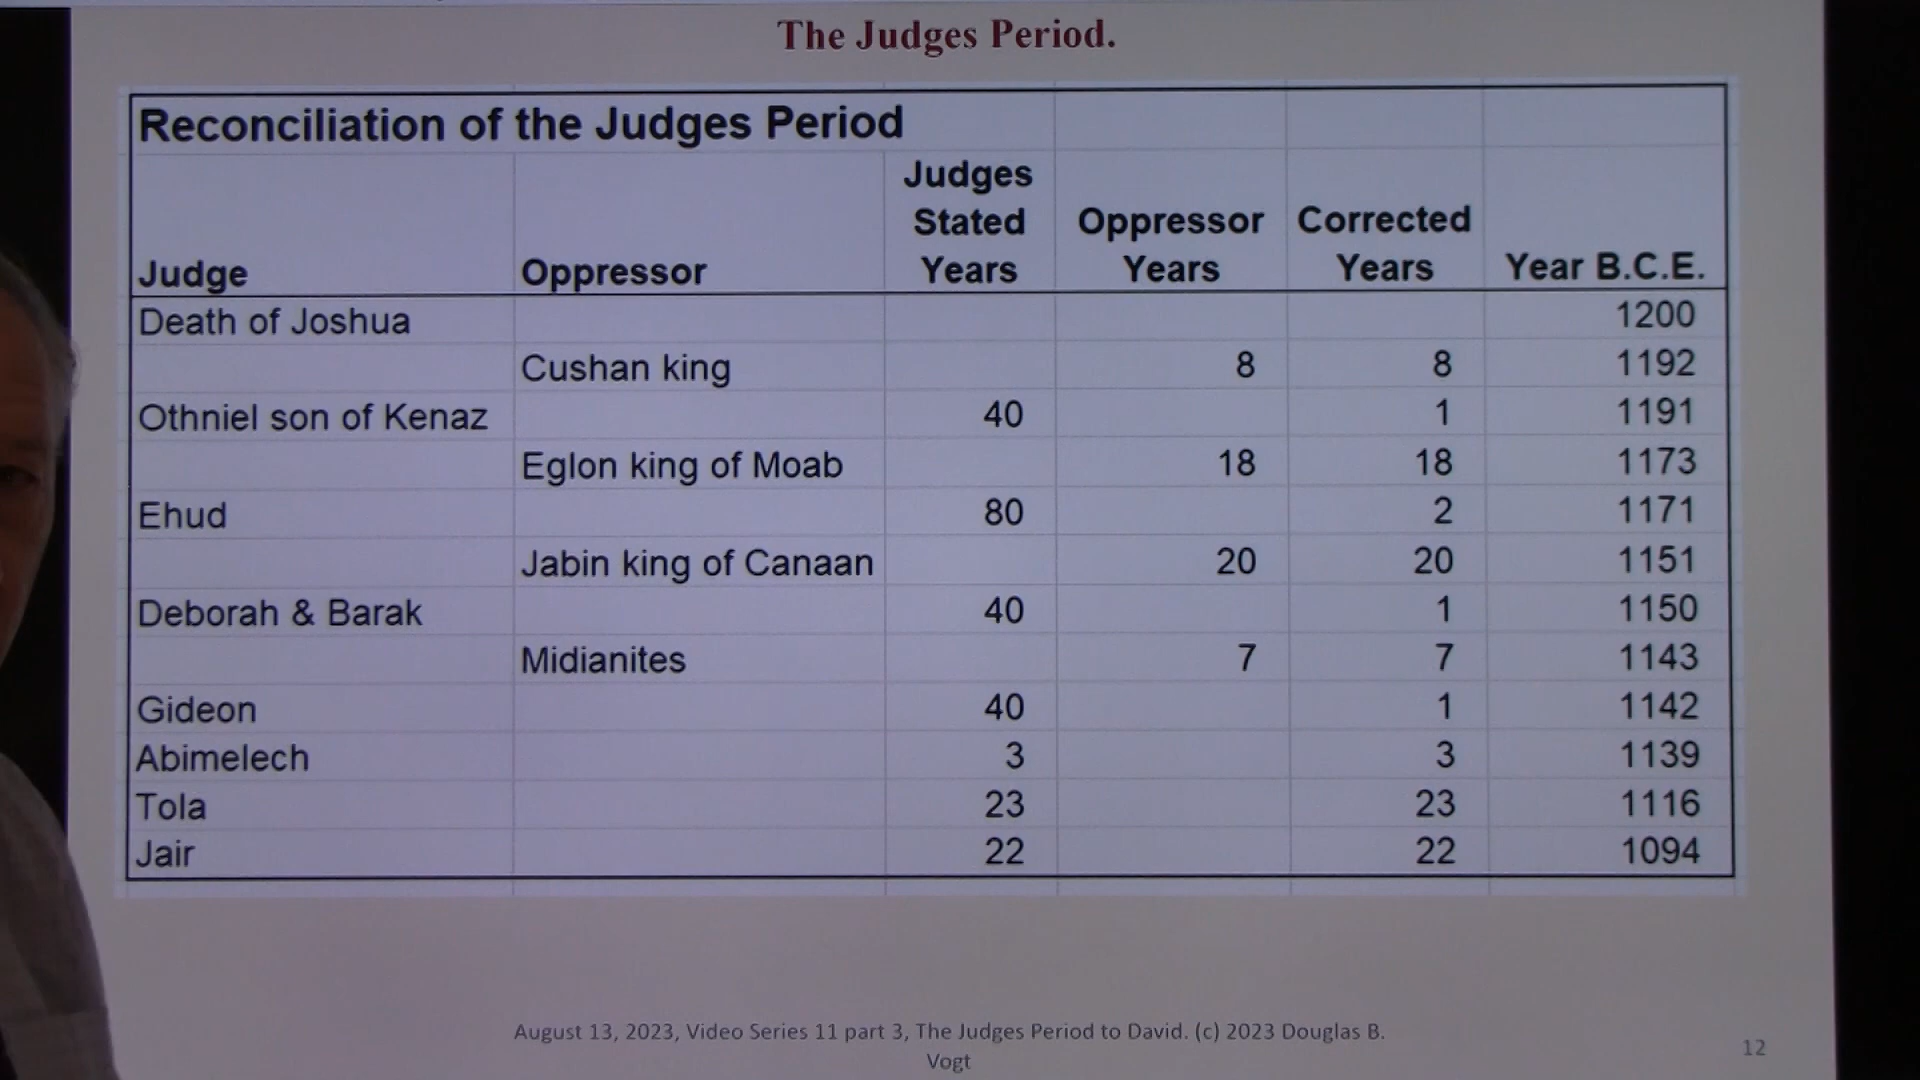 The Judges Period.
Reconciliation of the Judges Period
Judge Oppressor Judges Stated Years Oppressor Years Corrected Years Year B.C.E.
Death of Joshua 1200
Cushan king 8 8 1192
Othniel son of Kenaz 40 1 1191
Eglon king of Moab 18 18 1173
Ehud 80 2 1171
Jabin king of Canaan 20 20 1151
Deborah & Barak 40 1 1150
Midianites 7 7 1143
Gideon 40 1 1142
Abimelech 3 3 1139
Tola 23 23 1116
Jair 22 22 1094
August 13, 2023, Video Series 11 part 3, The Judges Period to David. (c) 2023 Douglas B.
Vogt
12